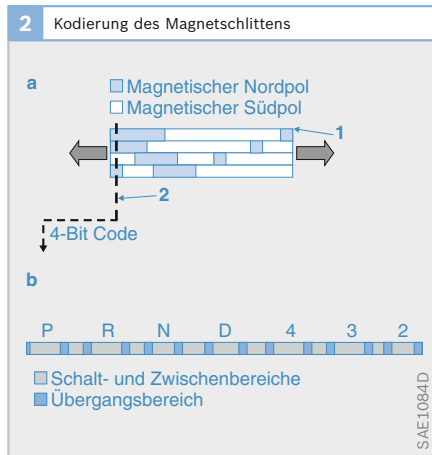 2 Kodierung des Magnetschlittens
a
Magnetischer Nordpol
Magnetischer Südpol
1
2
4-Bit Code
b
P R N D 4 3 2
Schalt- und Zwischenbereiche
Übergangsbereich
SAE1084D